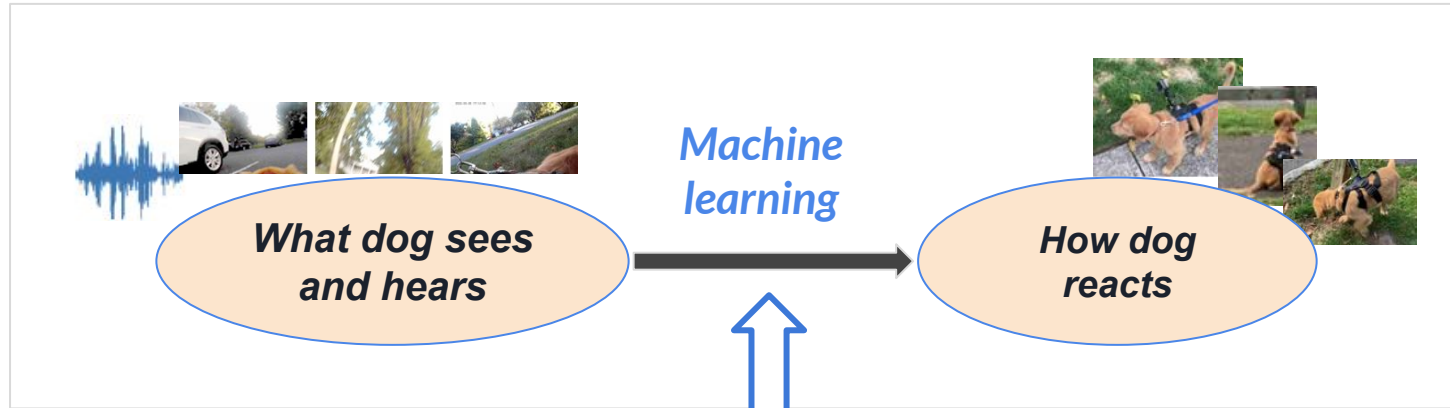 Machine
learning
What dog sees
and hears
How dog
reacts